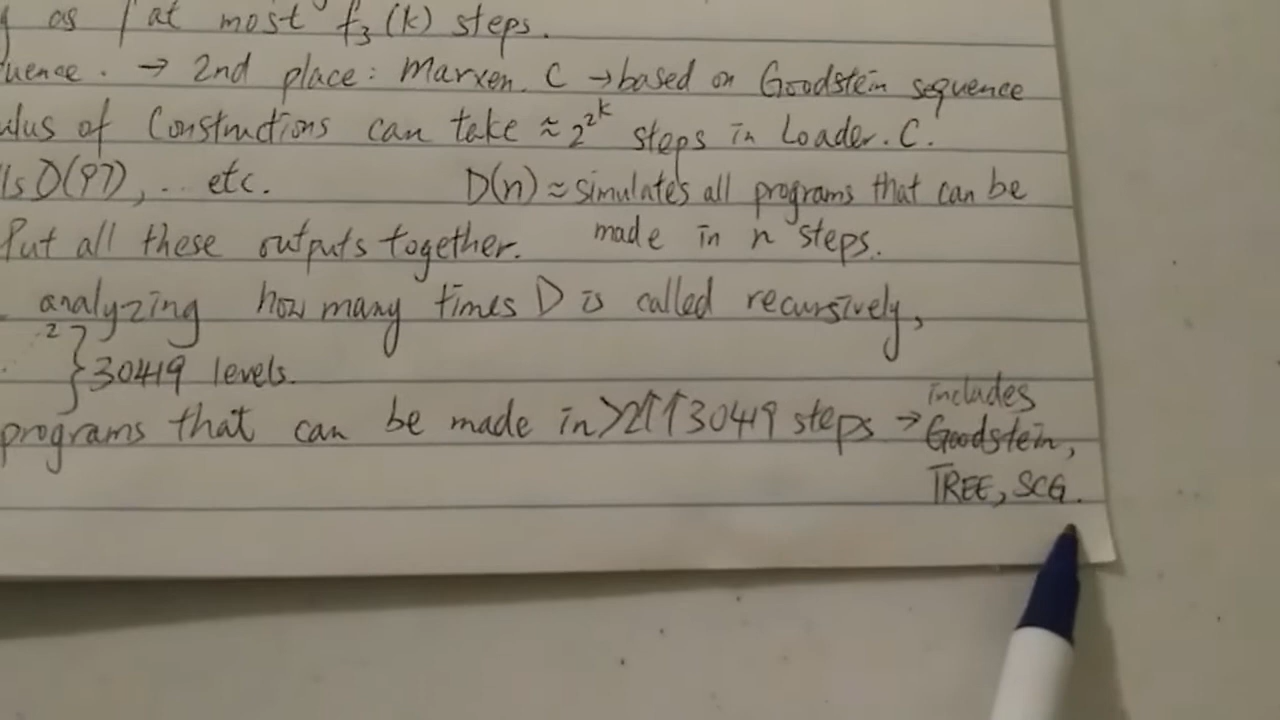 as at most f₃(k) steps.
uence. → 2nd place: Marxen.C → based on Goodstein sequence
ulus of Constructions can take ≈ 2^2^k steps in Loader.C.
ls D(97), ... etc. D(n) ≈ simulates all programs that can be
Put all these outputs together. made in n steps.
analyzing how many times D is called recursively,
2 } 30419 levels.
programs that can be made in >2↑↑30419 steps → includes
Goodstein,
TREE, SCG.